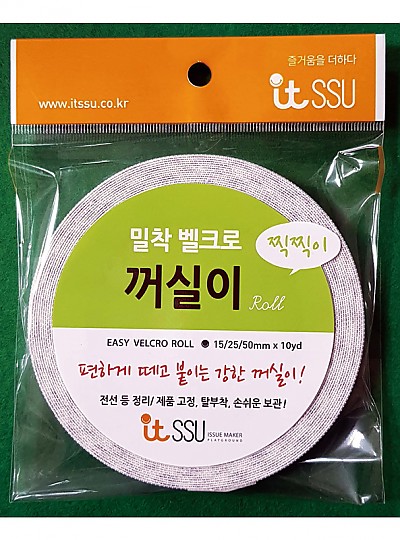 즐거움을 더하다
www.itssu.co.kr
it SSU
밀착 벨크로
찍찍이
꺼실이
Roll
EASY VELCRO ROLL ● 15/25/50mm x 10yd
편하게 떼고 붙이는 강한 꺼실이!
전선 등 정리/ 제품 고정, 탈부착, 손쉬운 보관!
it SSU
ISSUE MAKER
PLAYGROUND